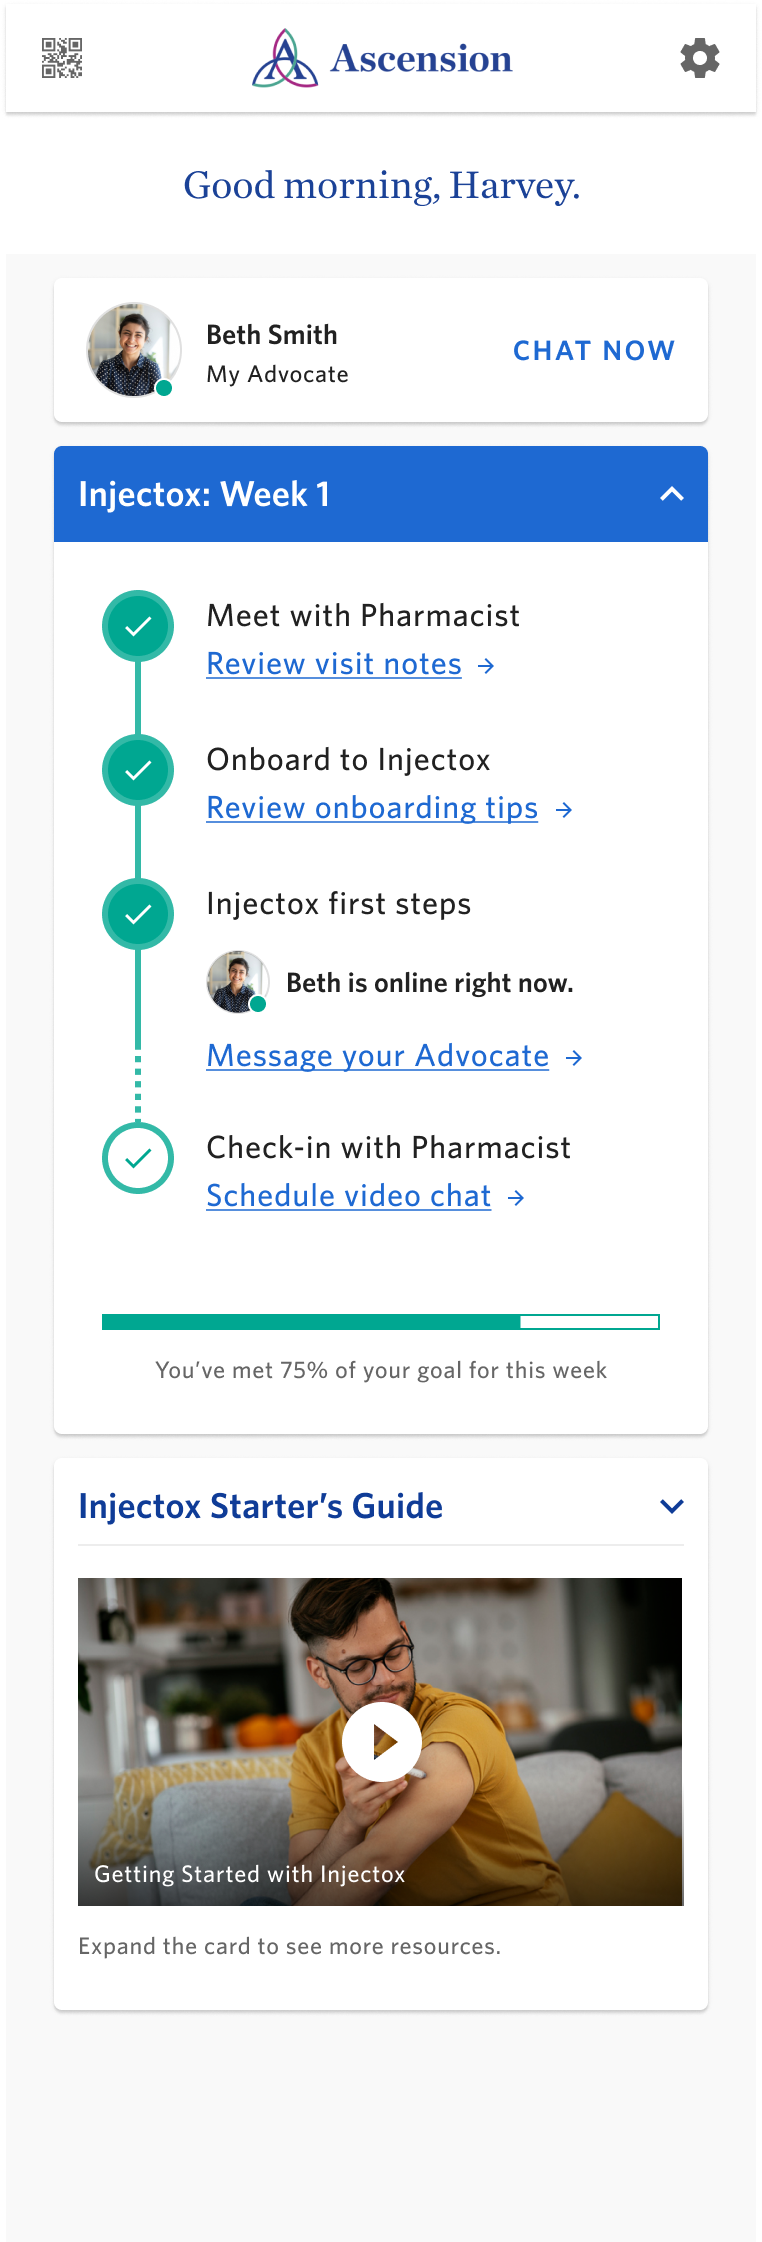 Ascension
Good morning, Harvey.
Beth Smith
My Advocate
CHAT NOW
Injectox: Week 1
Meet with Pharmacist
Review visit notes →
Onboard to Injectox
Review onboarding tips →
Injectox first steps
Beth is online right now.
Message your Advocate →
Check-in with Pharmacist
Schedule video chat →
You’ve met 75% of your goal for this week
Injectox Starter’s Guide
Getting Started with Injectox
Expand the card to see more resources.